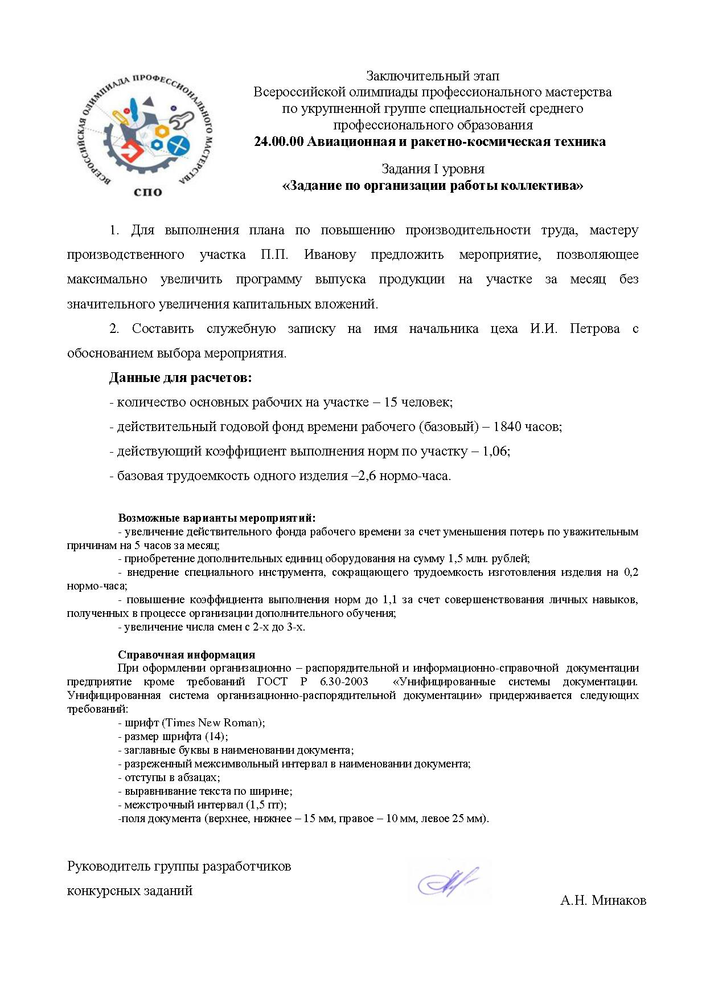 ВСЕРОССИЙСКАЯ ОЛИМПИАДА ПРОФЕССИОНАЛЬНОГО МАСТЕРСТВА
СПО
Заключительный этап
Всероссийской олимпиады профессионального мастерства
по укрупненной группе специальностей среднего
профессионального образования
24.00.00 Авиационная и ракетно-космическая техника
Задания I уровня
«Задание по организации работы коллектива»
1. Для выполнения плана по повышению производительности труда, мастеру
производственного участка П.П. Иванову предложить мероприятие, позволяющее
максимально увеличить программу выпуска продукции на участке за месяц без
значительного увеличения капитальных вложений.
2. Составить служебную записку на имя начальника цеха И.И. Петрова с
обоснованием выбора мероприятия.
Данные для расчетов:
- количество основных рабочих на участке – 15 человек;
- действительный годовой фонд времени рабочего (базовый) – 1840 часов;
- действующий коэффициент выполнения норм по участку – 1,06;
- базовая трудоемкость одного изделия –2,6 нормо-часа.
Возможные варианты мероприятий:
- увеличение действительного фонда рабочего времени за счет уменьшения потерь по уважительным
причинам на 5 часов за месяц;
- приобретение дополнительных единиц оборудования на сумму 1,5 млн. рублей;
- внедрение специального инструмента, сокращающего трудоемкость изготовления изделия на 0,2
нормо-часа;
- повышение коэффициента выполнения норм до 1,1 за счет совершенствования личных навыков,
полученных в процессе организации дополнительного обучения;
- увеличение числа смен с 2-х до 3-х.
Справочная информация
При оформлении организационно – распорядительной и информационно-справочной документации
предприятие кроме требований ГОСТ Р 6.30-2003 «Унифицированные системы документации.
Унифицированная система организационно-распорядительной документации» придерживается следующих
требований:
- шрифт (Times New Roman);
- размер шрифта (14);
- заглавные буквы в наименовании документа;
- разреженный межсимвольный интервал в наименовании документа;
- отступы в абзацах;
- выравнивание текста по ширине;
- межстрочный интервал (1,5 пт);
-поля документа (верхнее, нижнее – 15 мм, правое – 10 мм, левое 25 мм).
Руководитель группы разработчиков
конкурсных заданий
А.Н. Минаков